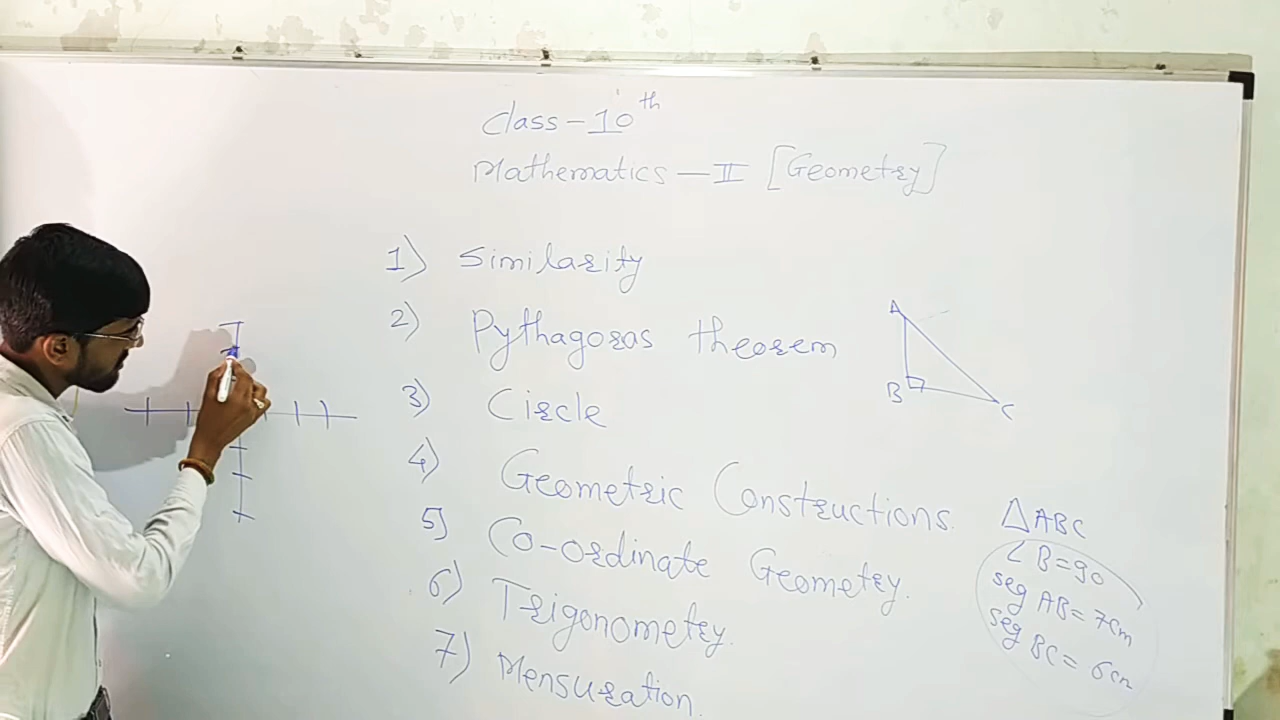 Class - 10th
Mathematics - II [Geometry]
1) Similarity
2) Pythagoras theorem
3) Circle
4) Geometric Constructions.
5) Co-ordinate Geometry.
6) Trigonometry.
7) Mensuration.
A
B
C
△ABC
∠B=90
seg AB= 7cm
seg BC= 6cm